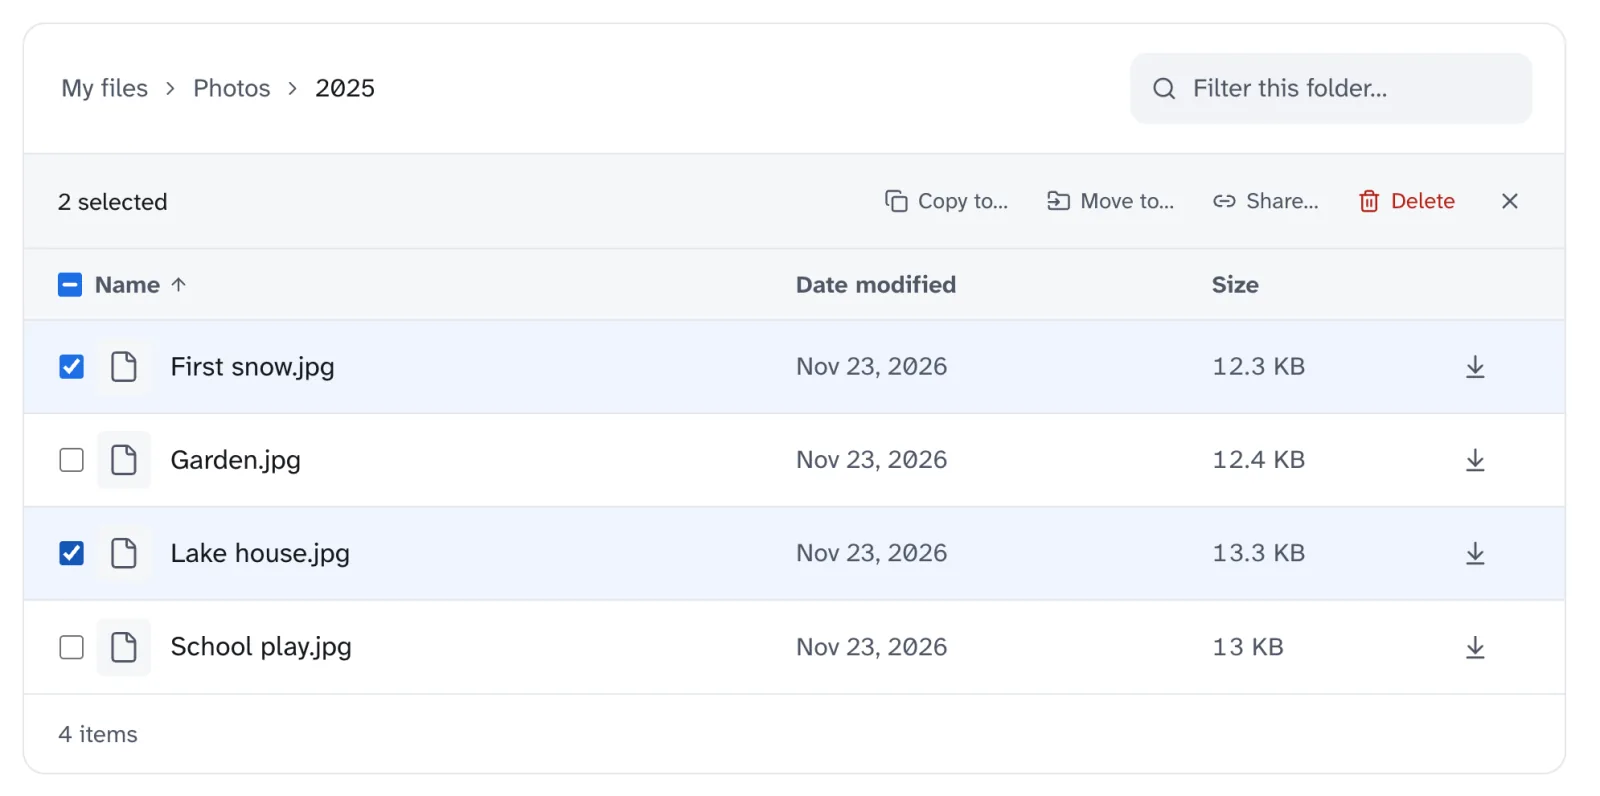 My files > Photos > 2025
Filter this folder...
2 selected
Copy to... Move to... Share... Delete
Name ↑ Date modified Size
First snow.jpg Nov 23, 2026 12.3 KB
Garden.jpg Nov 23, 2026 12.4 KB
Lake house.jpg Nov 23, 2026 13.3 KB
School play.jpg Nov 23, 2026 13 KB
4 items